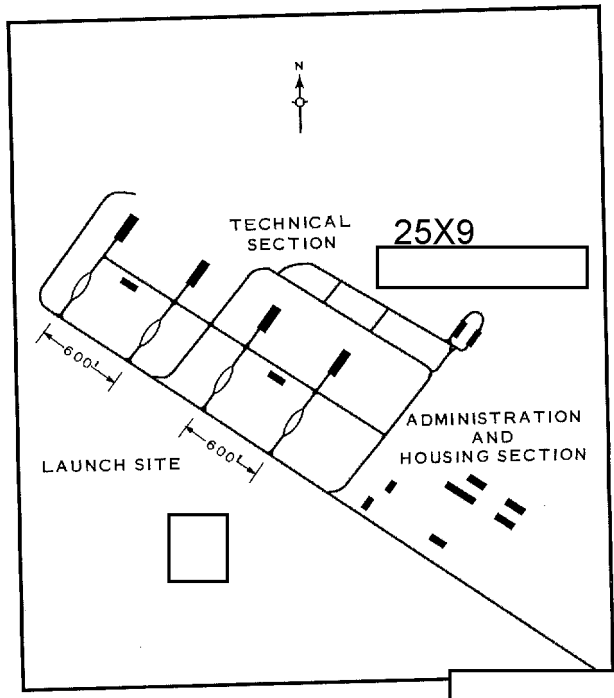 N
TECHNICAL
SECTION
25X9
600'
600'
ADMINISTRATION
AND
HOUSING SECTION
LAUNCH SITE